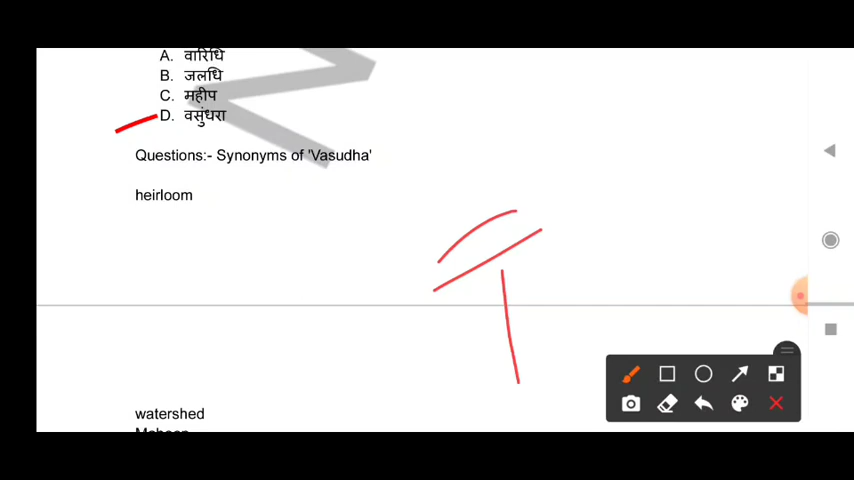 A. वारिधि
B. जलधि
C. महीप
D. वसुंधरा
Questions:- Synonyms of 'Vasudha'
heirloom
watershed